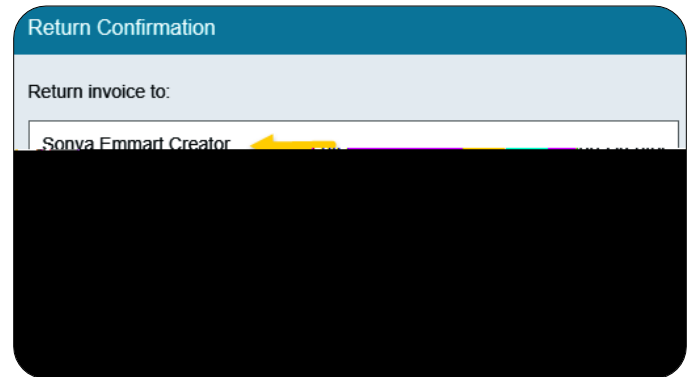 Return Confirmation
Return invoice to:
Sonya Emmart Creator